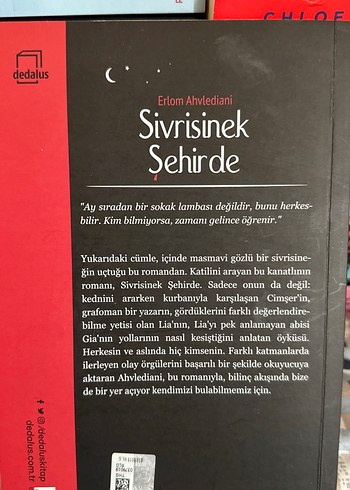 CHLOE
dedalus
Erlom Ahvlediani
Sivrisinek
Şehirde
"Ay sıradan bir sokak lambası değildir, bunu herkes-
bilir. Kim bilmiyorsa, zamanı gelince öğrenir."
Yukarıdaki cümle, içinde masmavi gözlü bir sivrisine-
ğin uçtuğu bu romandan. Katilini arayan bu kanatlının
romanı, Sivrisinek Şehirde. Sadece onun da değil:
kednini ararken kurbanıyla karşılaşan Cimşer'in,
grafoman bir yazarın, gördüklerini farklı değerlendire-
bilme yetisi olan Lia'nın, Lia'yı pek anlamayan abisi
Gia'nın yollarının nasıl kesiştiğini anlatan öyküsü.
Herkesin ve aslında hiç kimsenin. Farklı katmanlarda
ilerleyen olay örgülerini başarılı bir şekilde okuyucuya
aktaran Ahvlediani, bu romanıyla, bilinç akışında bize
de bir yer açıyor kendimizi bulabilmemiz için.
/dedaluskitap
dedalus.com.tr